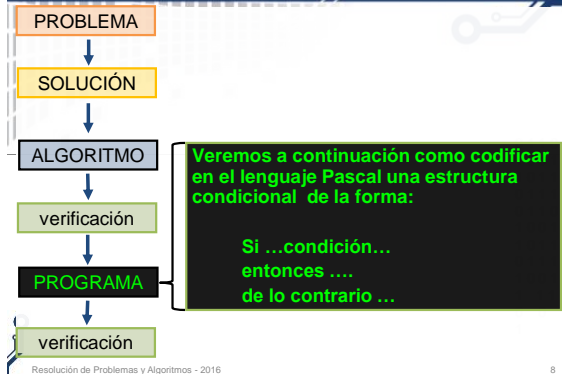 PROBLEMA
SOLUCIÓN
ALGORITMO
verificación
PROGRAMA
verificación
Veremos a continuación como codificar
en el lenguaje Pascal una estructura
condicional de la forma:
Si …condición…
entonces ….
de lo contrario …
Resolución de Problemas y Algoritmos - 2016
8